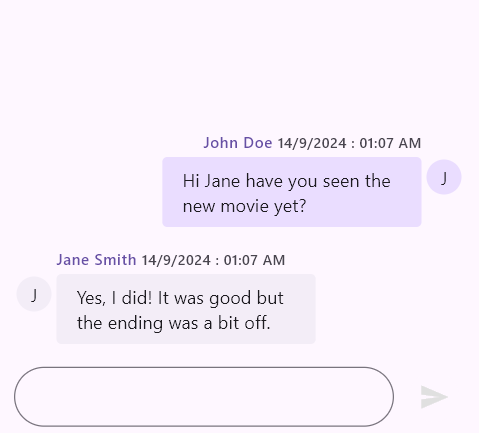 John Doe 14/9/2024 : 01:07 AM
Hi Jane have you seen the
new movie yet?
J
Jane Smith 14/9/2024 : 01:07 AM
J
Yes, I did! It was good but
the ending was a bit off.